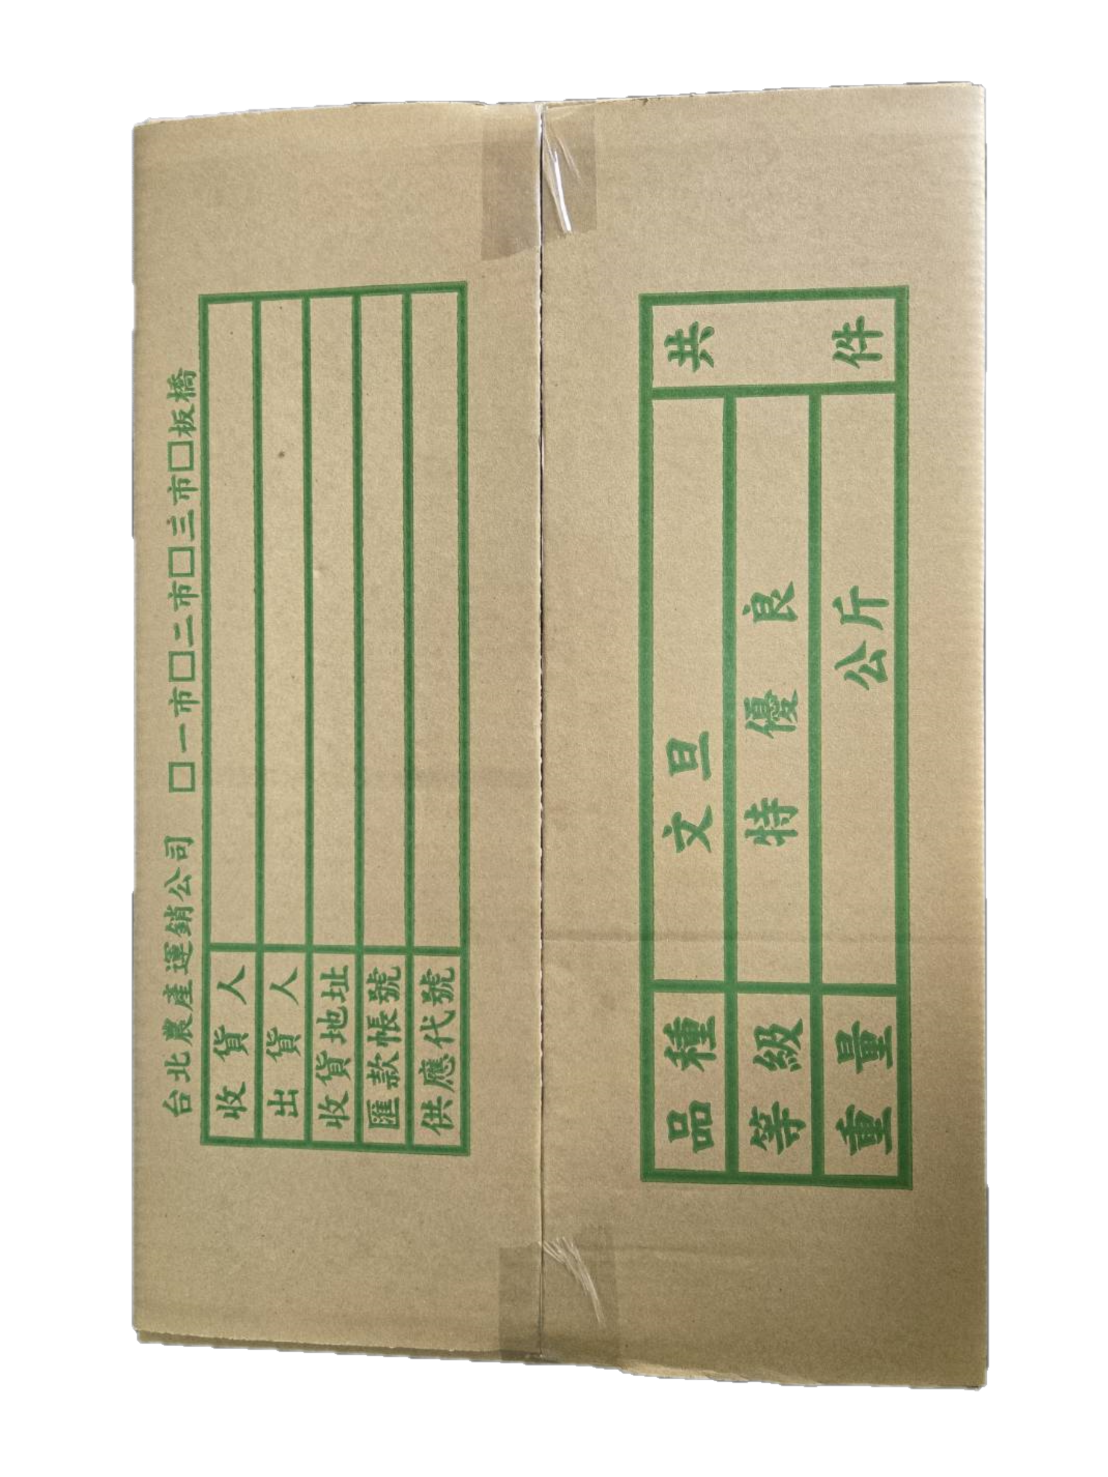 台北農產運銷公司 □一市□二市□三市□板橋
收貨人
出貨人
收貨地址
匯款帳號
供應代號
品種 文旦 共 件
等級 特 優 良
重量 公斤